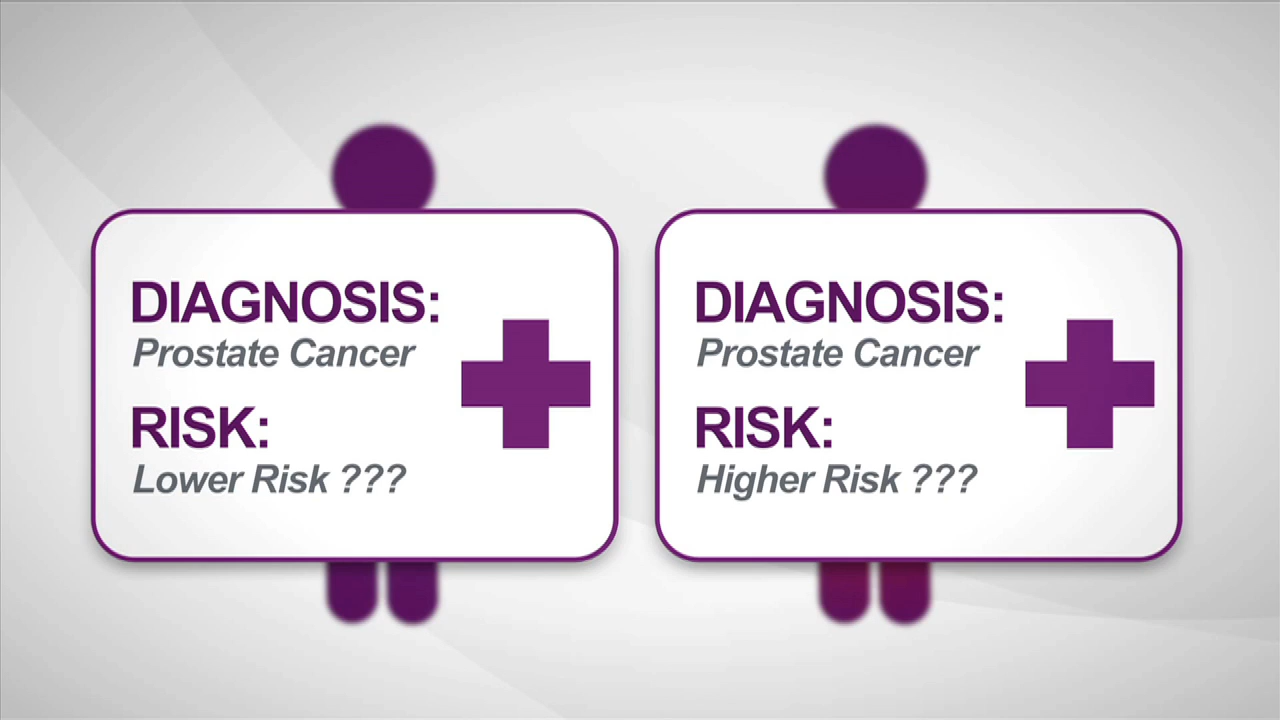 DIAGNOSIS:
Prostate Cancer
RISK:
Lower Risk ???
DIAGNOSIS:
Prostate Cancer
RISK:
Higher Risk ???